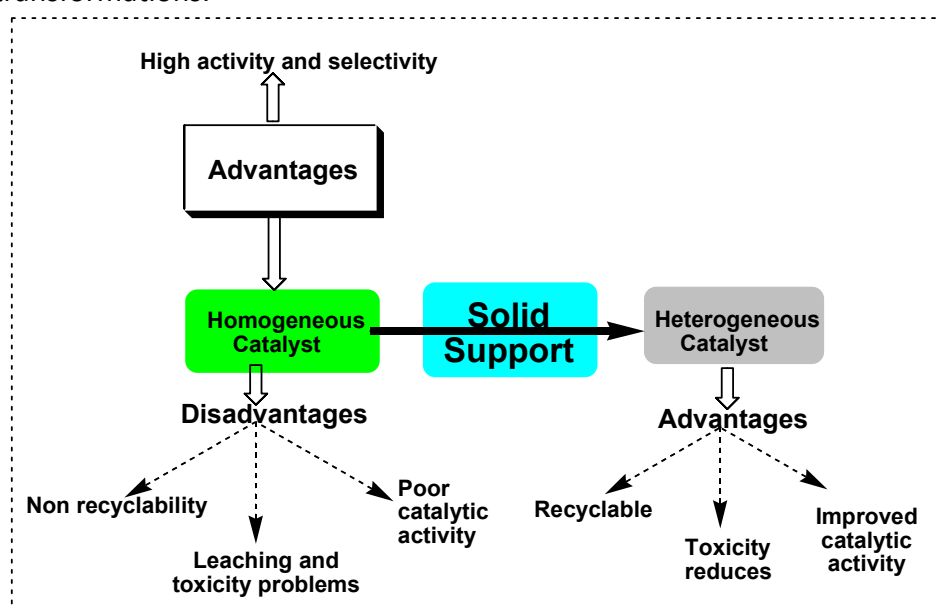 transformations.
High activity and selectivity
Advantages
Homogeneous
Catalyst
Solid
Support
Heterogeneous
Catalyst
Disadvantages
Advantages
Non recyclability
Leaching and
toxicity problems
Poor
catalytic
activity
Recyclable
Toxicity
reduces
Improved
catalytic
activity